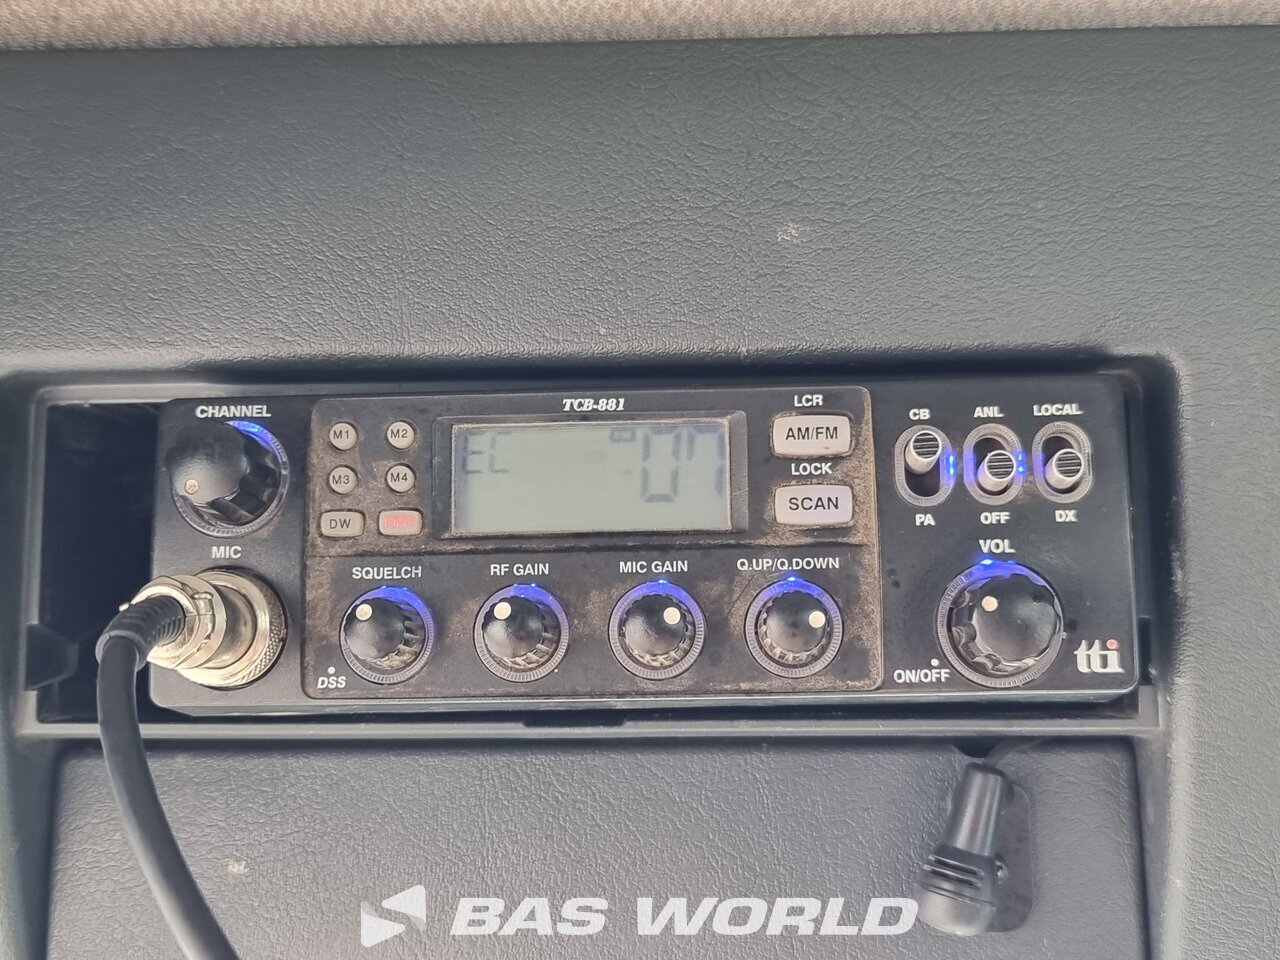 CHANNEL
TCB-881
LCR
CB
ANL
LOCAL
M1
M2
AM/FM
EC
07
M3
M4
LOCK
DW
EMG
SCAN
PA
OFF
DX
MIC
SQUELCH
RF GAIN
MIC GAIN
Q.UP/Q.DOWN
VOL
DSS
ON/OFF
tti
BAS WORLD